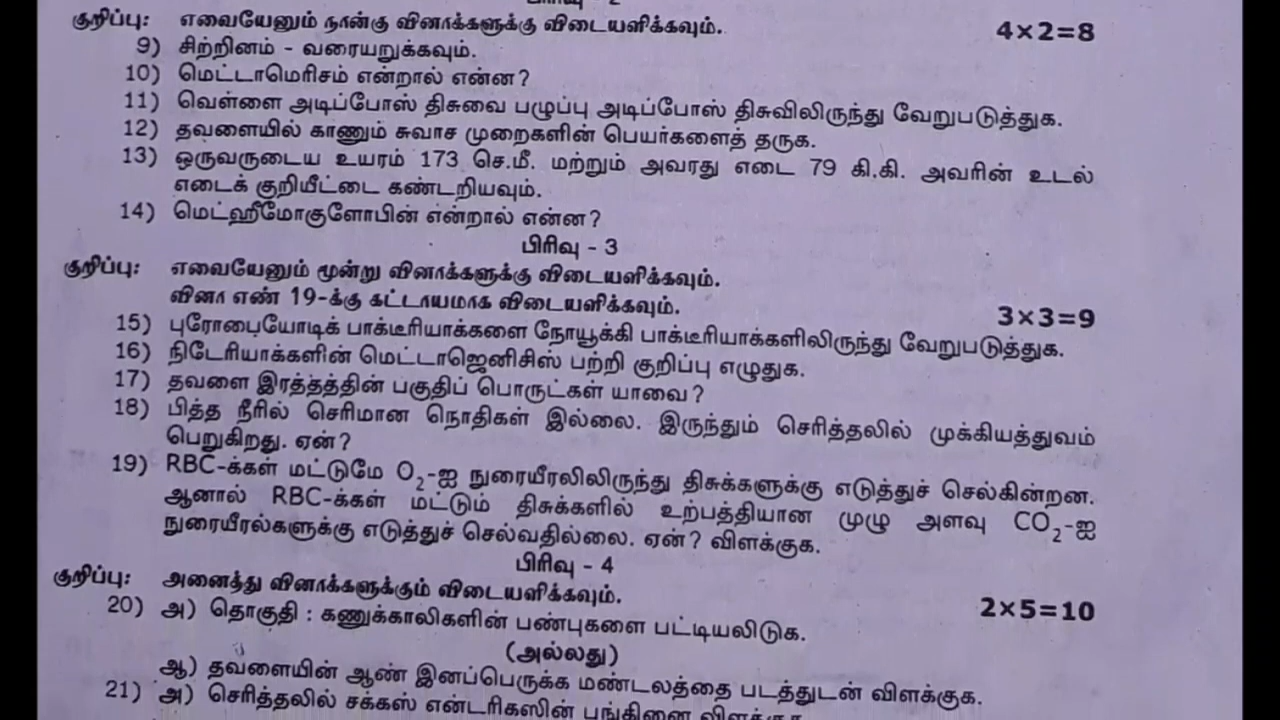 பிரிவு - 2
குறிப்பு: எவையேனும் நான்கு வினாக்களுக்கு விடையளிக்கவும். 4×2=8
9) சிற்றினம் - வரையறுக்கவும்.
10) மெட்டாமெரிசம் என்றால் என்ன?
11) வெள்ளை அடிப்போஸ் திசுவை பழுப்பு அடிப்போஸ் திசுவிலிருந்து வேறுபடுத்துக.
12) தவளையில் காணும் சுவாச முறைகளின் பெயர்களைத் தருக.
13) ஒருவருடைய உயரம் 173 செ.மீ. மற்றும் அவரது எடை 79 கி.கி. அவரின் உடல்
எடைக் குறியீட்டை கண்டறியவும்.
14) மெட்ஹீமோகுளோபின் என்றால் என்ன?
பிரிவு - 3
குறிப்பு: எவையேனும் மூன்று வினாக்களுக்கு விடையளிக்கவும்.
வினா எண் 19-க்கு கட்டாயமாக விடையளிக்கவும். 3×3=9
15) புரோபையோடிக் பாக்டீரியாக்களை நோயூக்கி பாக்டீரியாக்களிலிருந்து வேறுபடுத்துக.
16) நிடேரியாக்களின் மெட்டாஜெனிசிஸ் பற்றி குறிப்பு எழுதுக.
17) தவளை இரத்தத்தின் பகுதிப் பொருட்கள் யாவை?
18) பித்த நீரில் செரிமான நொதிகள் இல்லை. இருந்தும் செரித்தலில் முக்கியத்துவம்
பெறுகிறது. ஏன்?
19) RBC-க்கள் மட்டுமே O₂-ஐ நுரையீரலிலிருந்து திசுக்களுக்கு எடுத்துச் செல்கின்றன.
ஆனால் RBC-க்கள் மட்டும் திசுக்களில் உற்பத்தியான முழு அளவு CO₂-ஐ
நுரையீரல்களுக்கு எடுத்துச் செல்வதில்லை. ஏன்? விளக்குக.
பிரிவு - 4
குறிப்பு: அனைத்து வினாக்களுக்கும் விடையளிக்கவும். 2×5=10
20) அ) தொகுதி : கணுக்காலிகளின் பண்புகளை பட்டியலிடுக.
(அல்லது)
ஆ) தவளையின் ஆண் இனப்பெருக்க மண்டலத்தை படத்துடன் விளக்குக.
21) அ) செரித்தலில் சக்கஸ் என்டரிகஸின் பங்கினை விளக்குக.